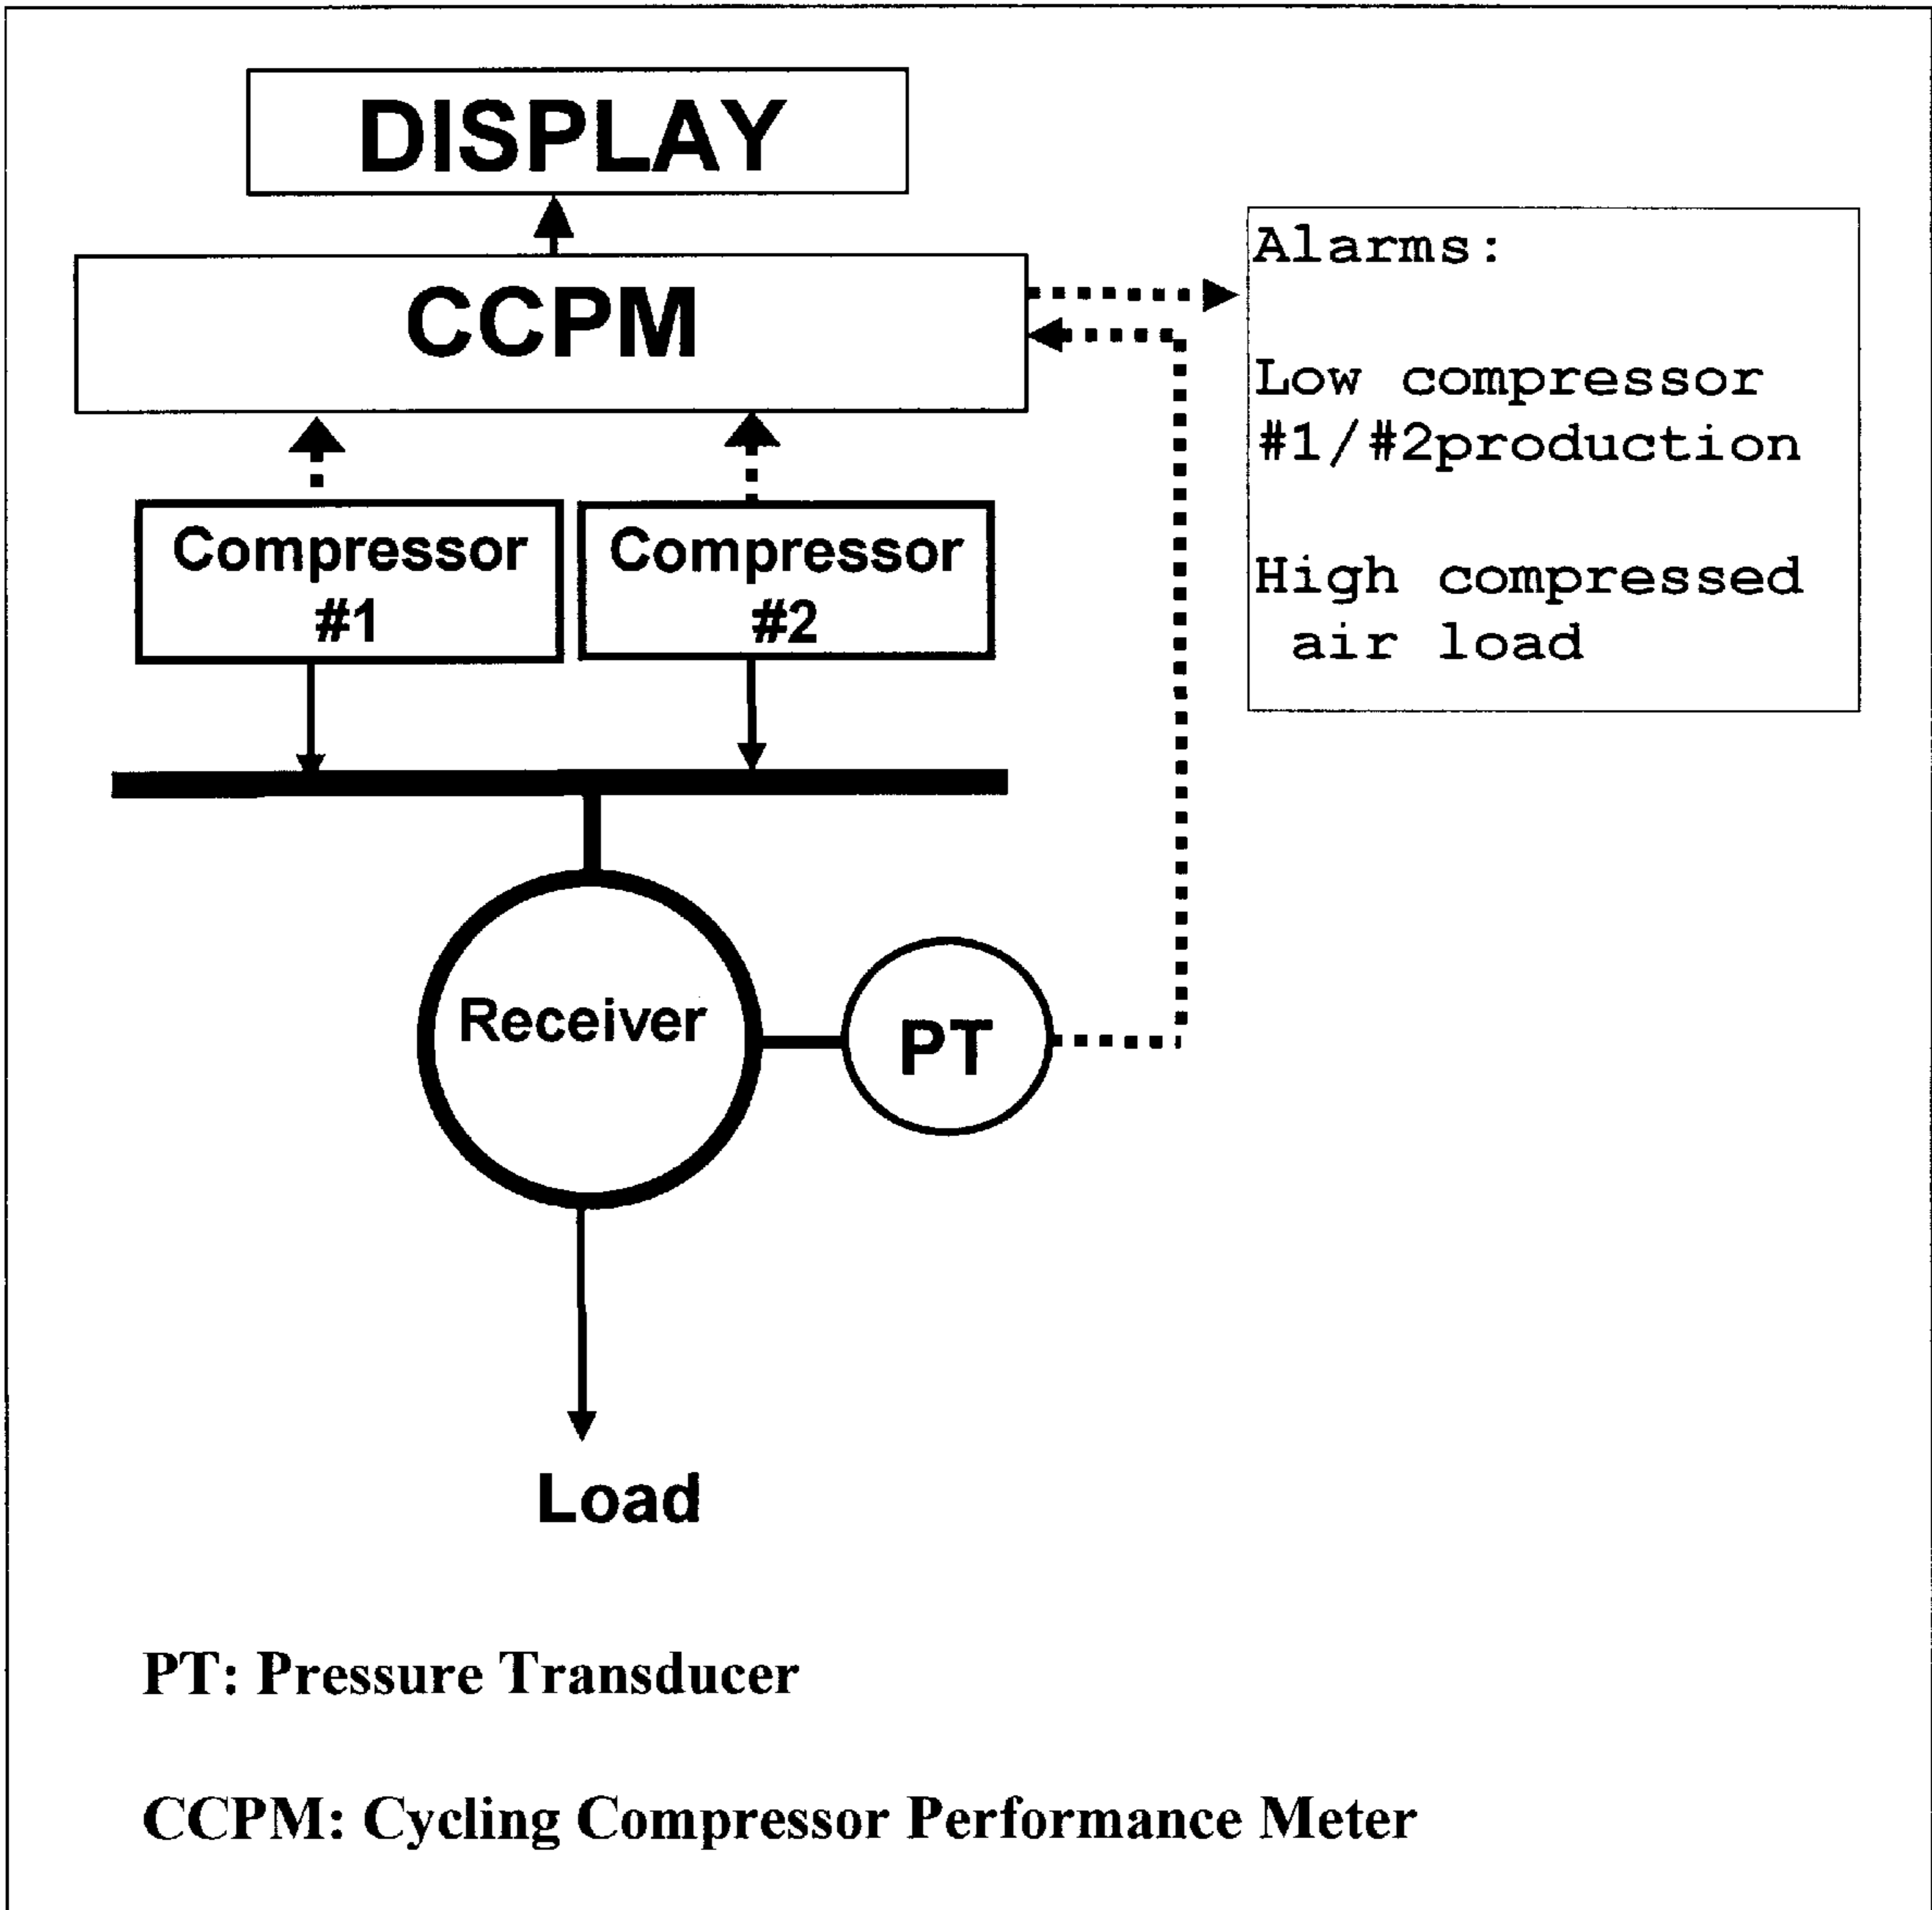 DISPLAY
CCPM
Alarms:
Low compressor
#1/#2production
High compressed
air load
Compressor
#1
Compressor
#2
Receiver
PT
Load
PT: Pressure Transducer
CCPM: Cycling Compressor Performance Meter